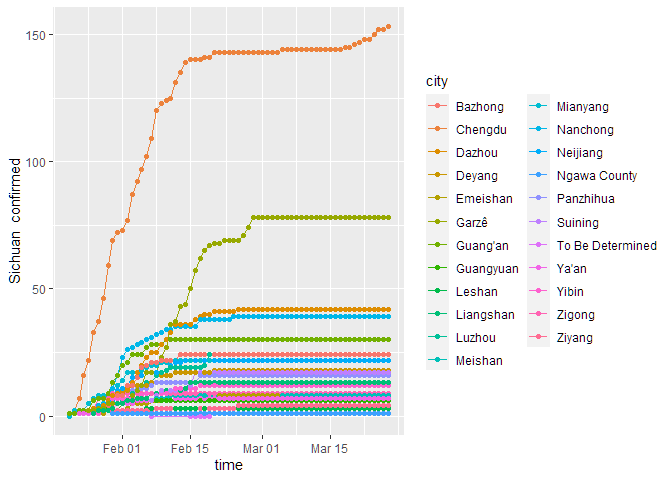 150
100
50
0
Sichuan confirmed
Feb 01
Feb 15
Mar 01
Mar 15
time
city
Bazhong
Chengdu
Dazhou
Deyang
Emeishan
Garzê
Guang'an
Guangyuan
Leshan
Liangshan
Luzhou
Meishan
Mianyang
Nanchong
Neijiang
Ngawa County
Panzhihua
Suining
To Be Determined
Ya'an
Yibin
Zigong
Ziyang